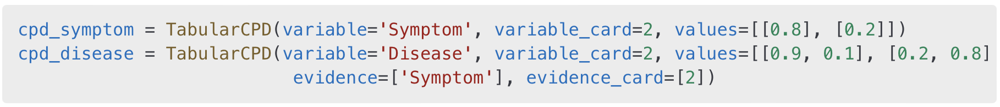 cpd_symptom = TabularCPD(variable='Symptom', variable_card=2, values=[[0.8], [0.2]])
cpd_disease = TabularCPD(variable='Disease', variable_card=2, values=[[0.9, 0.1], [0.2, 0.8]
evidence=['Symptom'], evidence_card=[2])